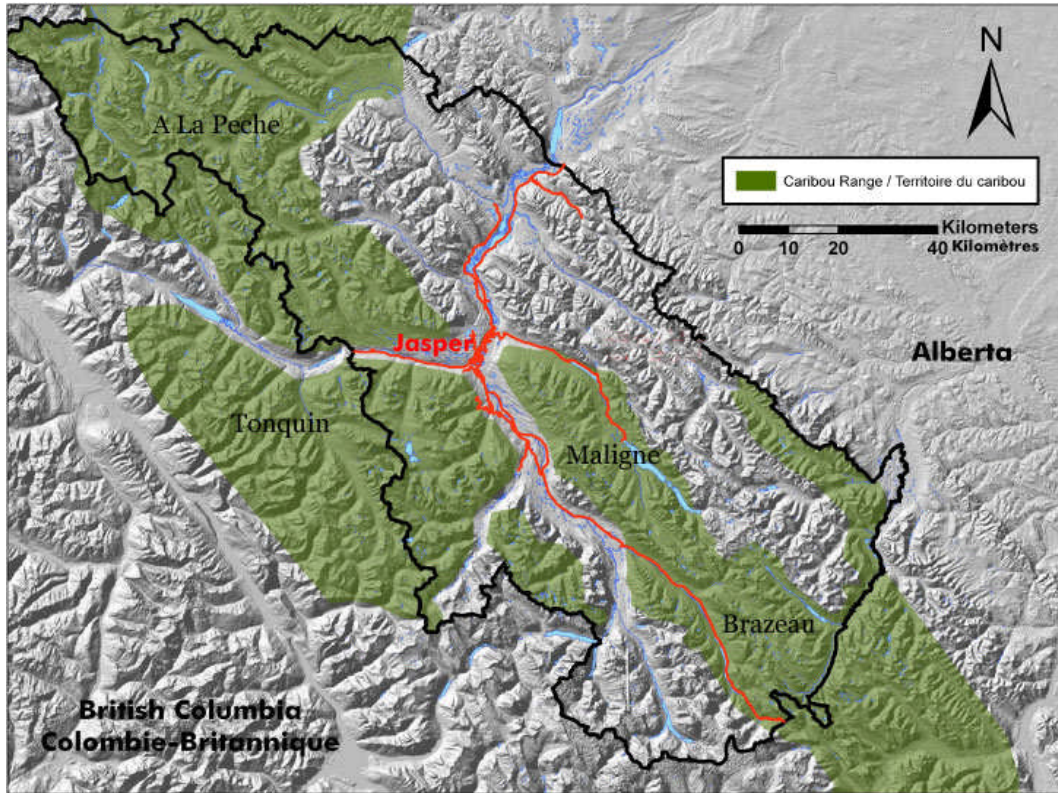 N
A La Peche
Caribou Range / Territoire du caribou
Kilometers
0 10 20 40 Kilomètres
Jasper
Alberta
Tonquin
Maligne
Brazeau
British Columbia
Colombie-Britannique